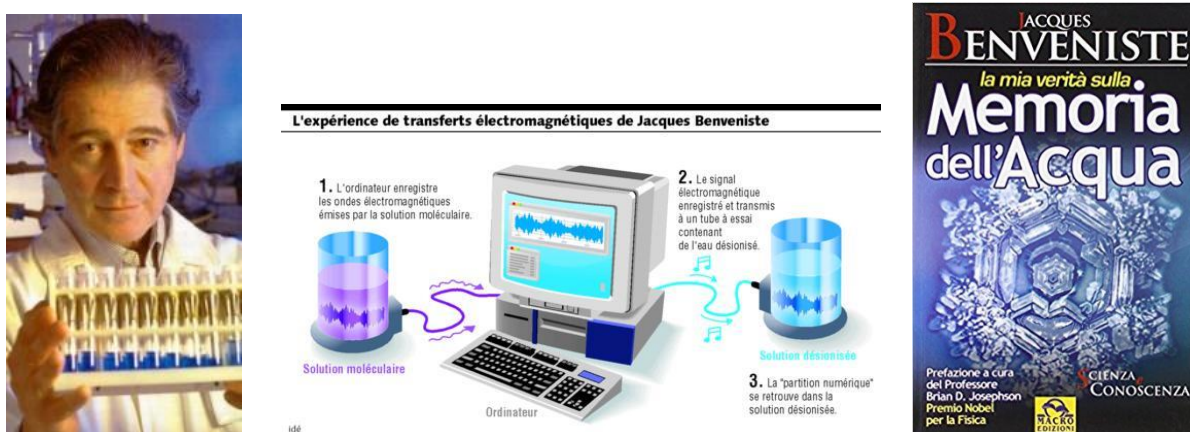 L'expérience de transferts électromagnétiques de Jacques Benveniste
1. L'ordinateur enregistre
les ondes électromagnétiques
émises par la solution moléculaire.
2. Le signal
électromagnétique
enregistré et transmis
à un tube à essai
contenant
de l'eau désionisé.
Solution moléculaire
Ordinateur
Solution désionisée
3. La "partition numérique"
se retrouve dans la
solution désionisée.
idé
JACQUES
BENVENISTE
la mia verità sulla
Memoria
dell'Acqua
Prefazione a cura
del Professore
Brian D. Josephson
Premio Nobel
per la Fisica
SCIENZA e
CONOSCENZA
MACRO
EDIZIONI